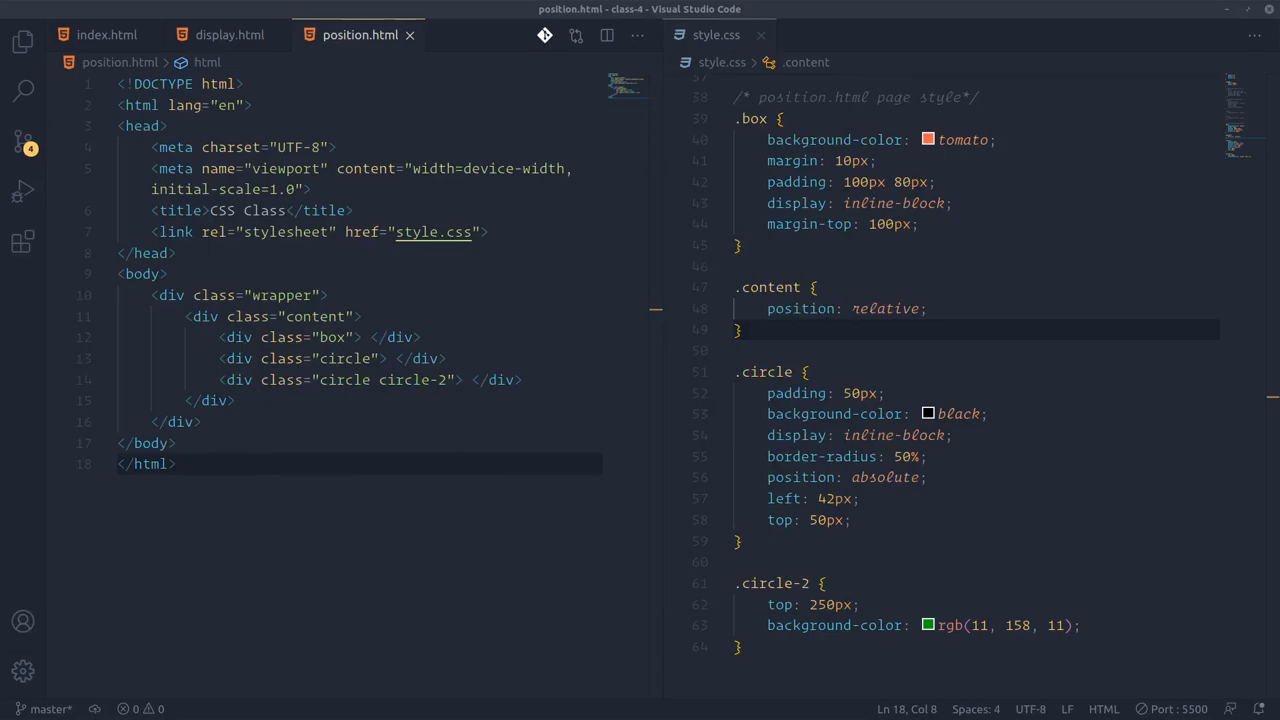 position.html - class-4 - Visual Studio Code
index.html
display.html
position.html
style.css
position.html
html
style.css
.content
1 <!DOCTYPE html>
2 <html lang="en">
3 <head>
4 <meta charset="UTF-8">
5 <meta name="viewport" content="width=device-width,
initial-scale=1.0">
6 <title>CSS Class</title>
7 <link rel="stylesheet" href="style.css">
8 </head>
9 <body>
10 <div class="wrapper">
11 <div class="content">
12 <div class="box"> </div>
13 <div class="circle"> </div>
14 <div class="circle circle-2"> </div>
15 </div>
16 </div>
17 </body>
18 </html>
37
38 /* position.html page style*/
39 .box {
40 background-color: tomato;
41 margin: 10px;
42 padding: 100px 80px;
43 display: inline-block;
44 margin-top: 100px;
45 }
46
47 .content {
48 position: relative;
49 }
50
51 .circle {
52 padding: 50px;
53 background-color: black;
54 display: inline-block;
55 border-radius: 50%;
56 position: absolute;
57 left: 42px;
58 top: 50px;
59 }
60
61 .circle-2 {
62 top: 250px;
63 background-color: rgb(11, 158, 11);
64 }
4
master*
0 0
Ln 18, Col 8
Spaces: 4
UTF-8
LF
HTML
Port : 5500